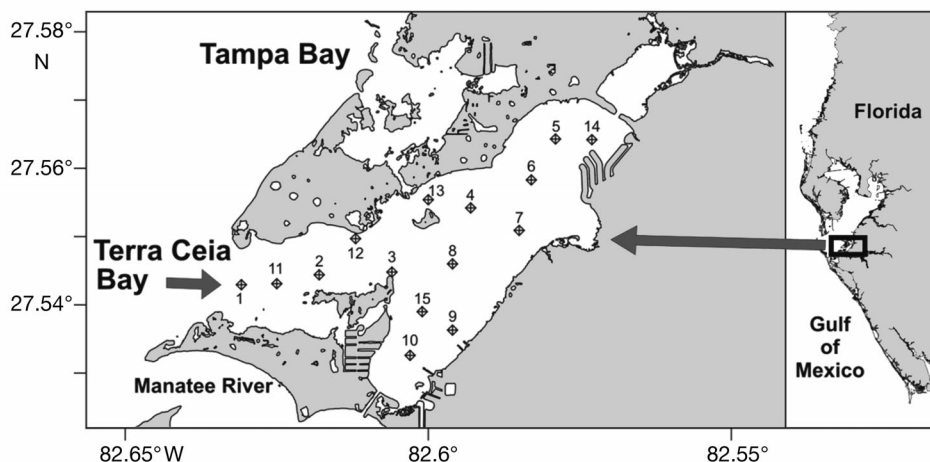 27.58°
N
27.56°
27.54°
Tampa Bay
Florida
5 14
6
13
4
7
12
8
3
Terra Ceia
Bay
11
2
1
15
9
10
Gulf
of
Mexico
Manatee River
82.65° W
82.6°
82.55°